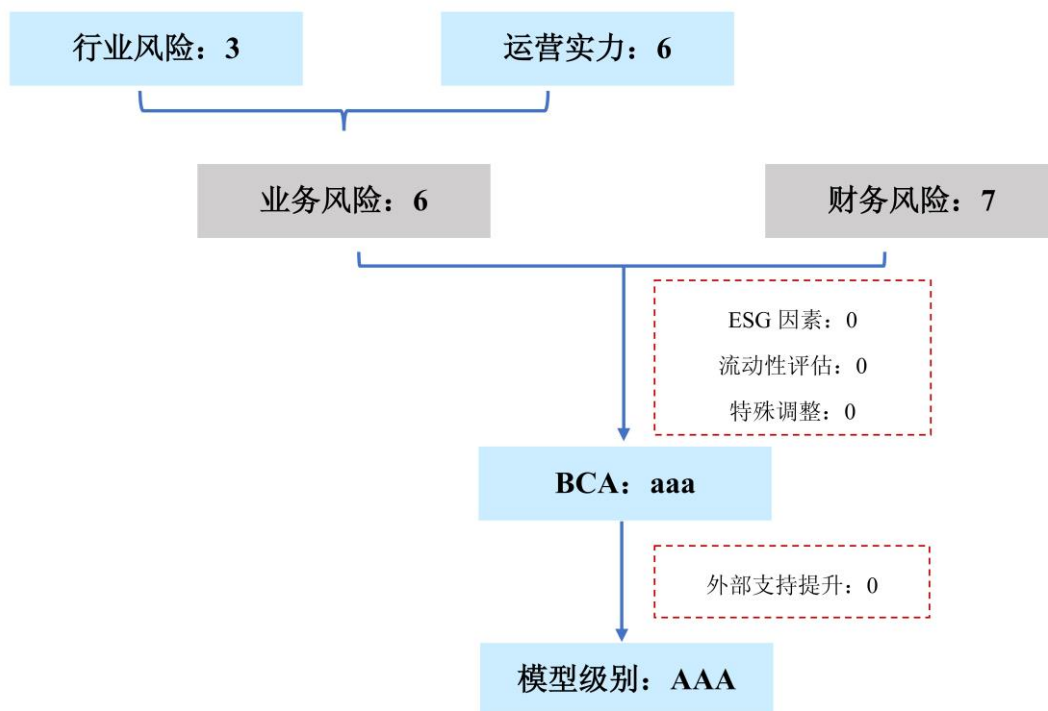 行业风险：3
运营实力：6
业务风险：6
财务风险：7
ESG 因素：0
流动性评估：0
特殊调整：0
BCA：aaa
外部支持提升：0
模型级别：AAA